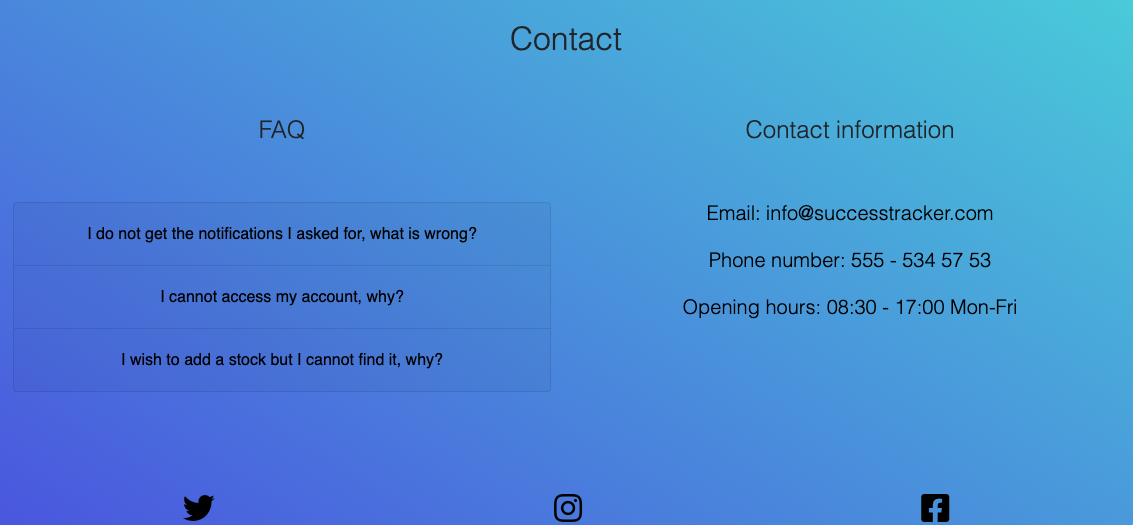 Contact
FAQ
I do not get the notifications I asked for, what is wrong?
I cannot access my account, why?
I wish to add a stock but I cannot find it, why?
Contact information
Email: info@successtracker.com
Phone number: 555 - 534 57 53
Opening hours: 08:30 - 17:00 Mon-Fri